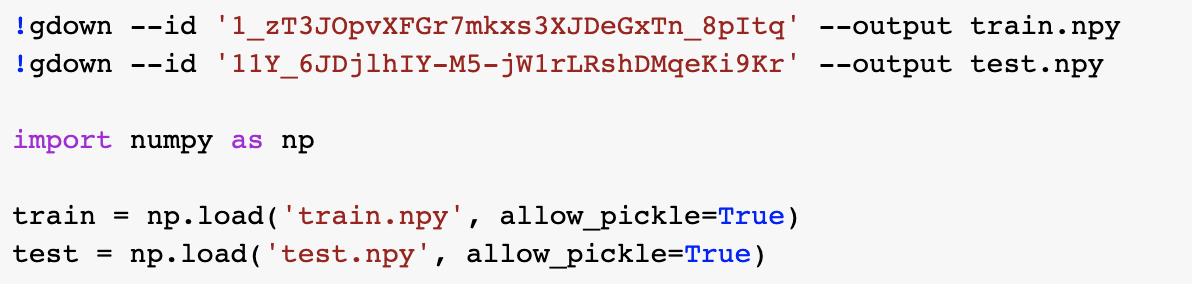 !gdown --id '1_zT3JOpvXFGr7mkxs3XJDeGxTn_8pItq' --output train.npy
!gdown --id '11Y_6JDjlhIY-M5-jW1rLRshDMqeKi9Kr' --output test.npy
import numpy as np
train = np.load('train.npy', allow_pickle=True)
test = np.load('test.npy', allow_pickle=True)